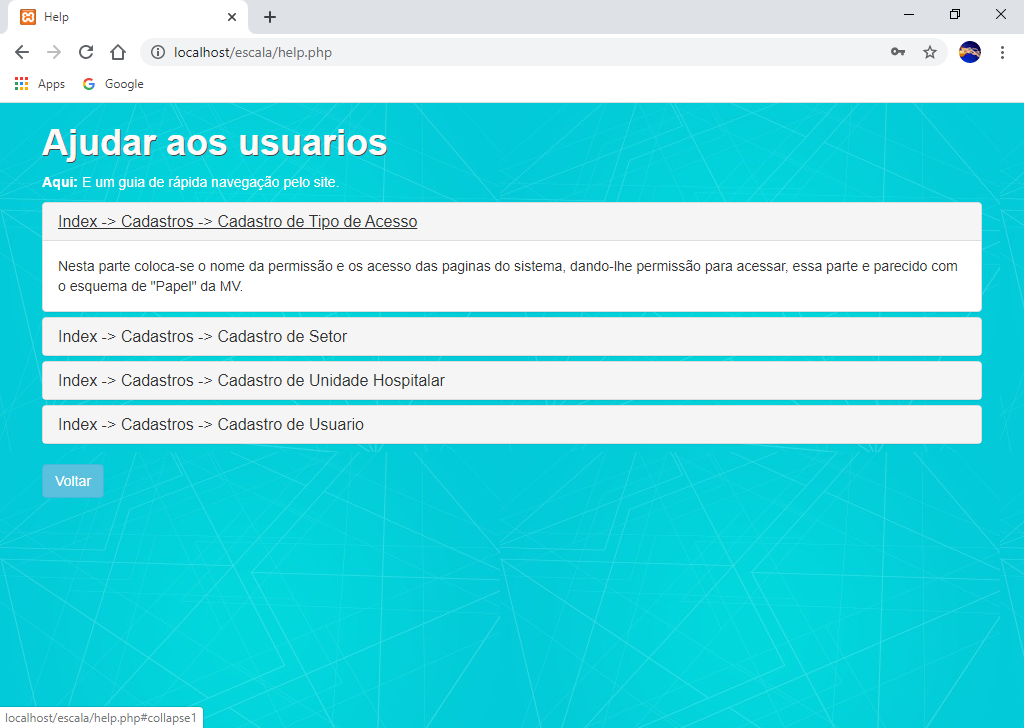 Help
localhost/escala/help.php
Apps
Google
Ajudar aos usuarios
Aqui: E um guia de rápida navegação pelo site.
Index -> Cadastros -> Cadastro de Tipo de Acesso
Nesta parte coloca-se o nome da permissão e os acesso das paginas do sistema, dando-lhe permissão para acessar, essa parte e parecido com
o esquema de "Papel" da MV.
Index -> Cadastros -> Cadastro de Setor
Index -> Cadastros -> Cadastro de Unidade Hospitalar
Index -> Cadastros -> Cadastro de Usuario
Voltar
localhost/escala/help.php#collapse1